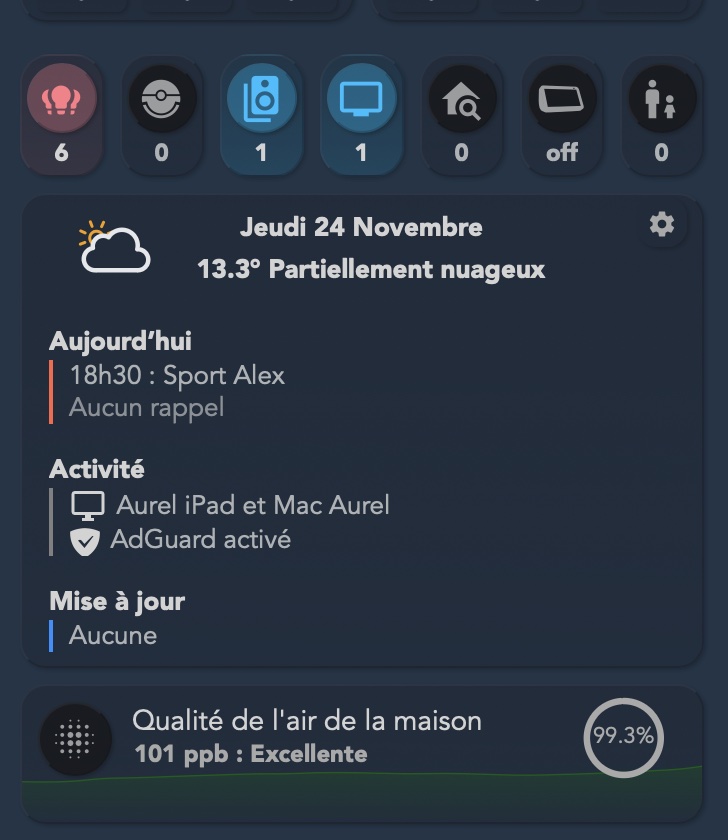 6
0
1
1
0
off
0
Jeudi 24 Novembre
13.3° Partiellement nuageux
Aujourd’hui
18h30 : Sport Alex
Aucun rappel
Activité
Aurel iPad et Mac Aurel
AdGuard activé
Mise à jour
Aucune
Qualité de l'air de la maison
101 ppb : Excellente
99.3%